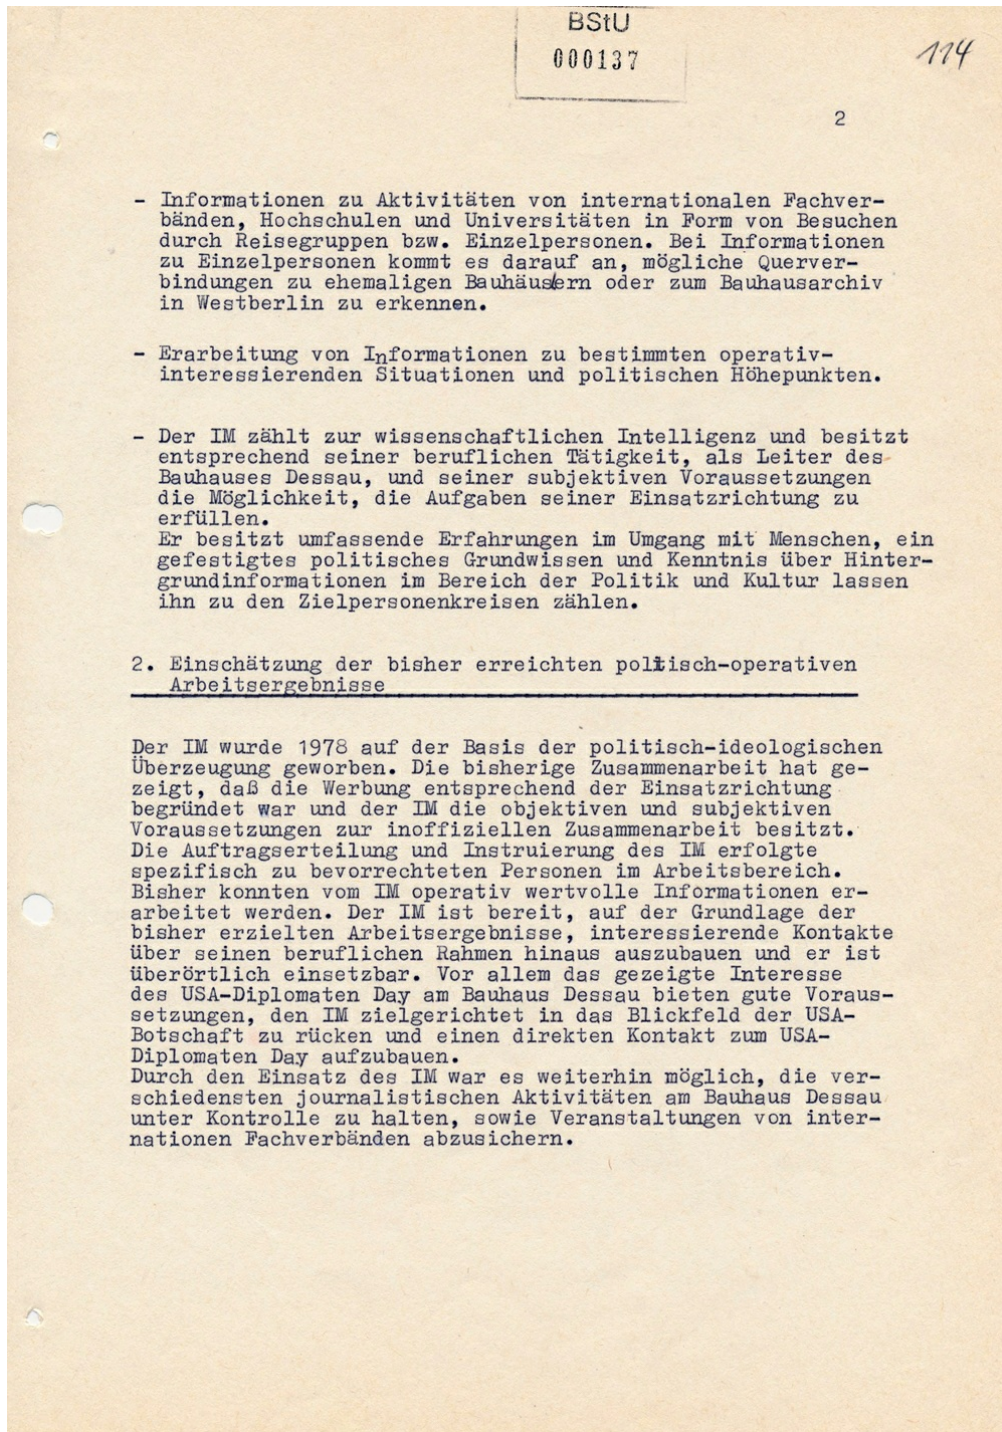 BStU
000137
114
2
- Informationen zu Aktivitäten von internationalen Fachver-
bänden, Hochschulen und Universitäten in Form von Besuchen
durch Reisegruppen bzw. Einzelpersonen. Bei Informationen
zu Einzelpersonen kommt es darauf an, mögliche Querver-
bindungen zu ehemaligen Bauhäuslern oder zum Bauhausarchiv
in Westberlin zu erkennen.
- Erarbeitung von Informationen zu bestimmten operativ-
interessierenden Situationen und politischen Höhepunkten.
- Der IM zählt zur wissenschaftlichen Intelligenz und besitzt
entsprechend seiner beruflichen Tätigkeit, als Leiter des
Bauhauses Dessau, und seiner subjektiven Voraussetzungen
die Möglichkeit, die Aufgaben seiner Einsatzrichtung zu
erfüllen.
Er besitzt umfassende Erfahrungen im Umgang mit Menschen, ein
gefestigtes politisches Grundwissen und Kenntnis über Hinter-
grundinformationen im Bereich der Politik und Kultur lassen
ihn zu den Zielpersonenkreisen zählen.
2. Einschätzung der bisher erreichten politisch-operativen
Arbeitsergebnisse
Der IM wurde 1978 auf der Basis der politisch-ideologischen
Überzeugung geworben. Die bisherige Zusammenarbeit hat ge-
zeigt, daß die Werbung entsprechend der Einsatzrichtung
begründet war und der IM die objektiven und subjektiven
Voraussetzungen zur inoffiziellen Zusammenarbeit besitzt.
Die Auftragserteilung und Instruierung des IM erfolgte
spezifisch zu bevorrechteten Personen im Arbeitsbereich.
Bisher konnten vom IM operativ wertvolle Informationen er-
arbeitet werden. Der IM ist bereit, auf der Grundlage der
bisher erzielten Arbeitsergebnisse, interessierende Kontakte
über seinen beruflichen Rahmen hinaus auszubauen und er ist
überörtlich einsetzbar. Vor allem das gezeigte Interesse
des USA-Diplomaten Day am Bauhaus Dessau bieten gute Voraus-
setzungen, den IM zielgerichtet in das Blickfeld der USA-
Botschaft zu rücken und einen direkten Kontakt zum USA-
Diplomaten Day aufzubauen.
Durch den Einsatz des IM war es weiterhin möglich, die ver-
schiedensten journalistischen Aktivitäten am Bauhaus Dessau
unter Kontrolle zu halten, sowie Veranstaltungen von inter-
nationen Fachverbänden abzusichern.